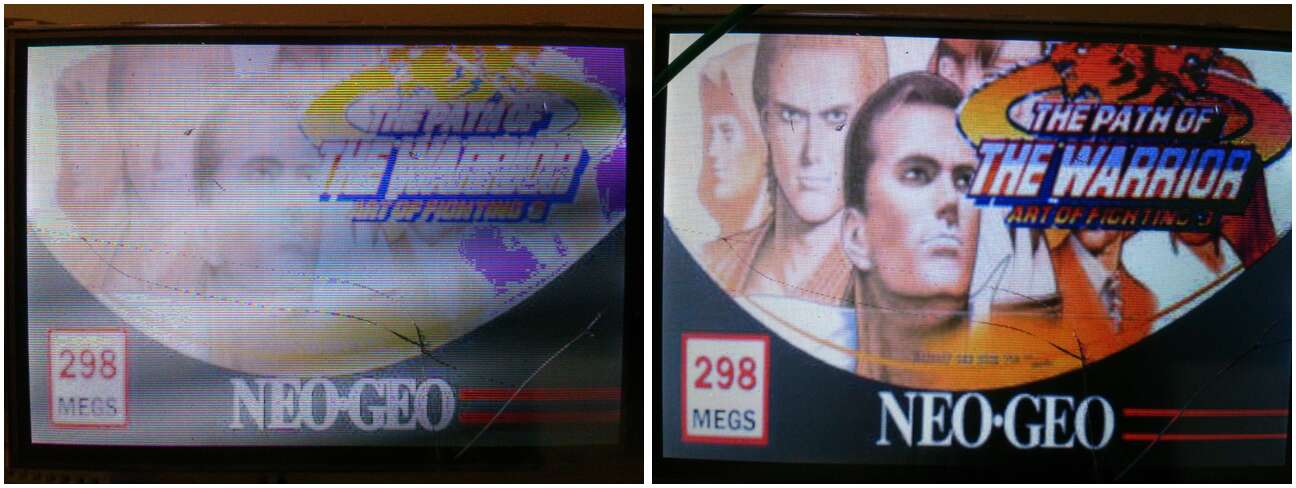 THE PATH OF
THE WARRIOR
ART OF FIGHTING 3
298
MEGS
NEO•GEO
THE PATH OF
THE WARRIOR
ART OF FIGHTING 3
298
MEGS
NEO•GEO